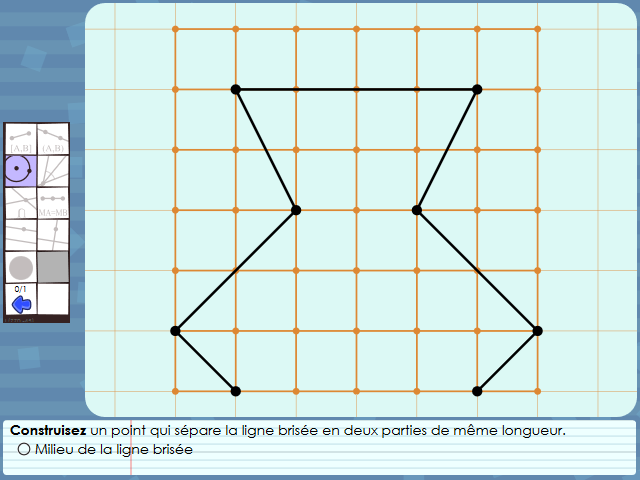 [A,B]
(A,B)
∩
MA=MB
0/1
Construisez un point qui sépare la ligne brisée en deux parties de même longueur.
Milieu de la ligne brisée